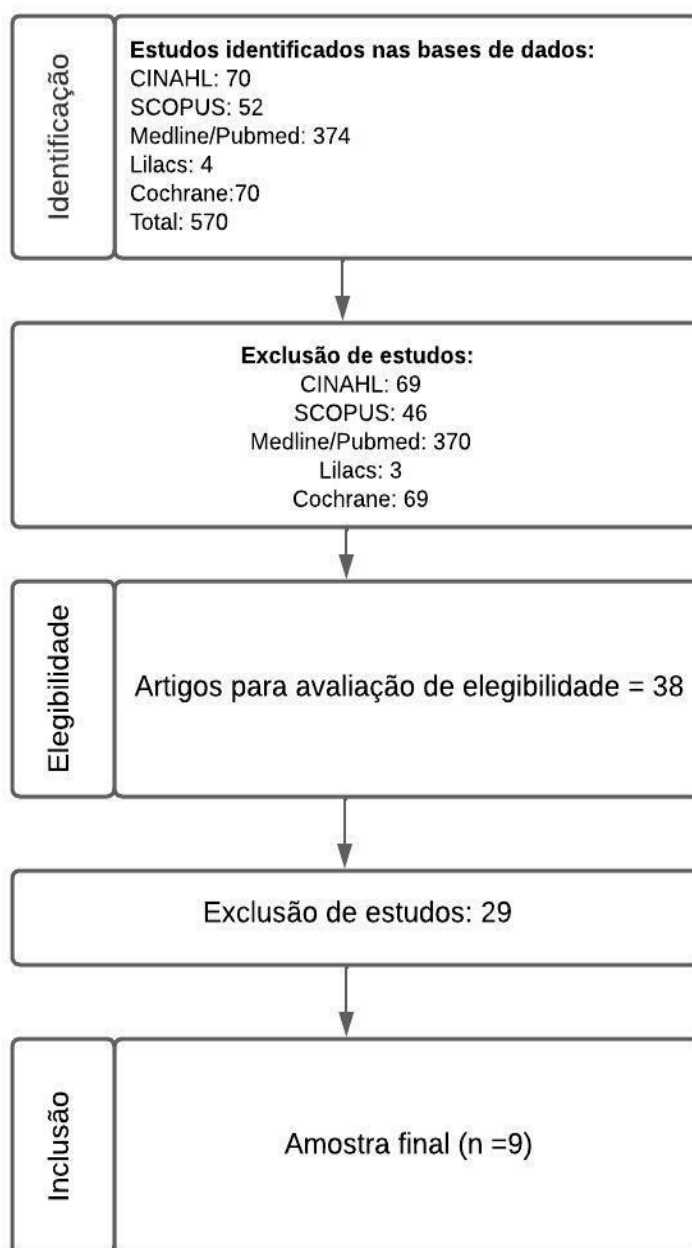 Identificação
Estudos identificados nas bases de dados:
CINAHL: 70
SCOPUS: 52
Medline/Pubmed: 374
Lilacs: 4
Cochrane:70
Total: 570
Exclusão de estudos:
CINAHL: 69
SCOPUS: 46
Medline/Pubmed: 370
Lilacs: 3
Cochrane: 69
Elegibilidade
Artigos para avaliação de elegibilidade = 38
Exclusão de estudos: 29
Inclusão
Amostra final (n =9)